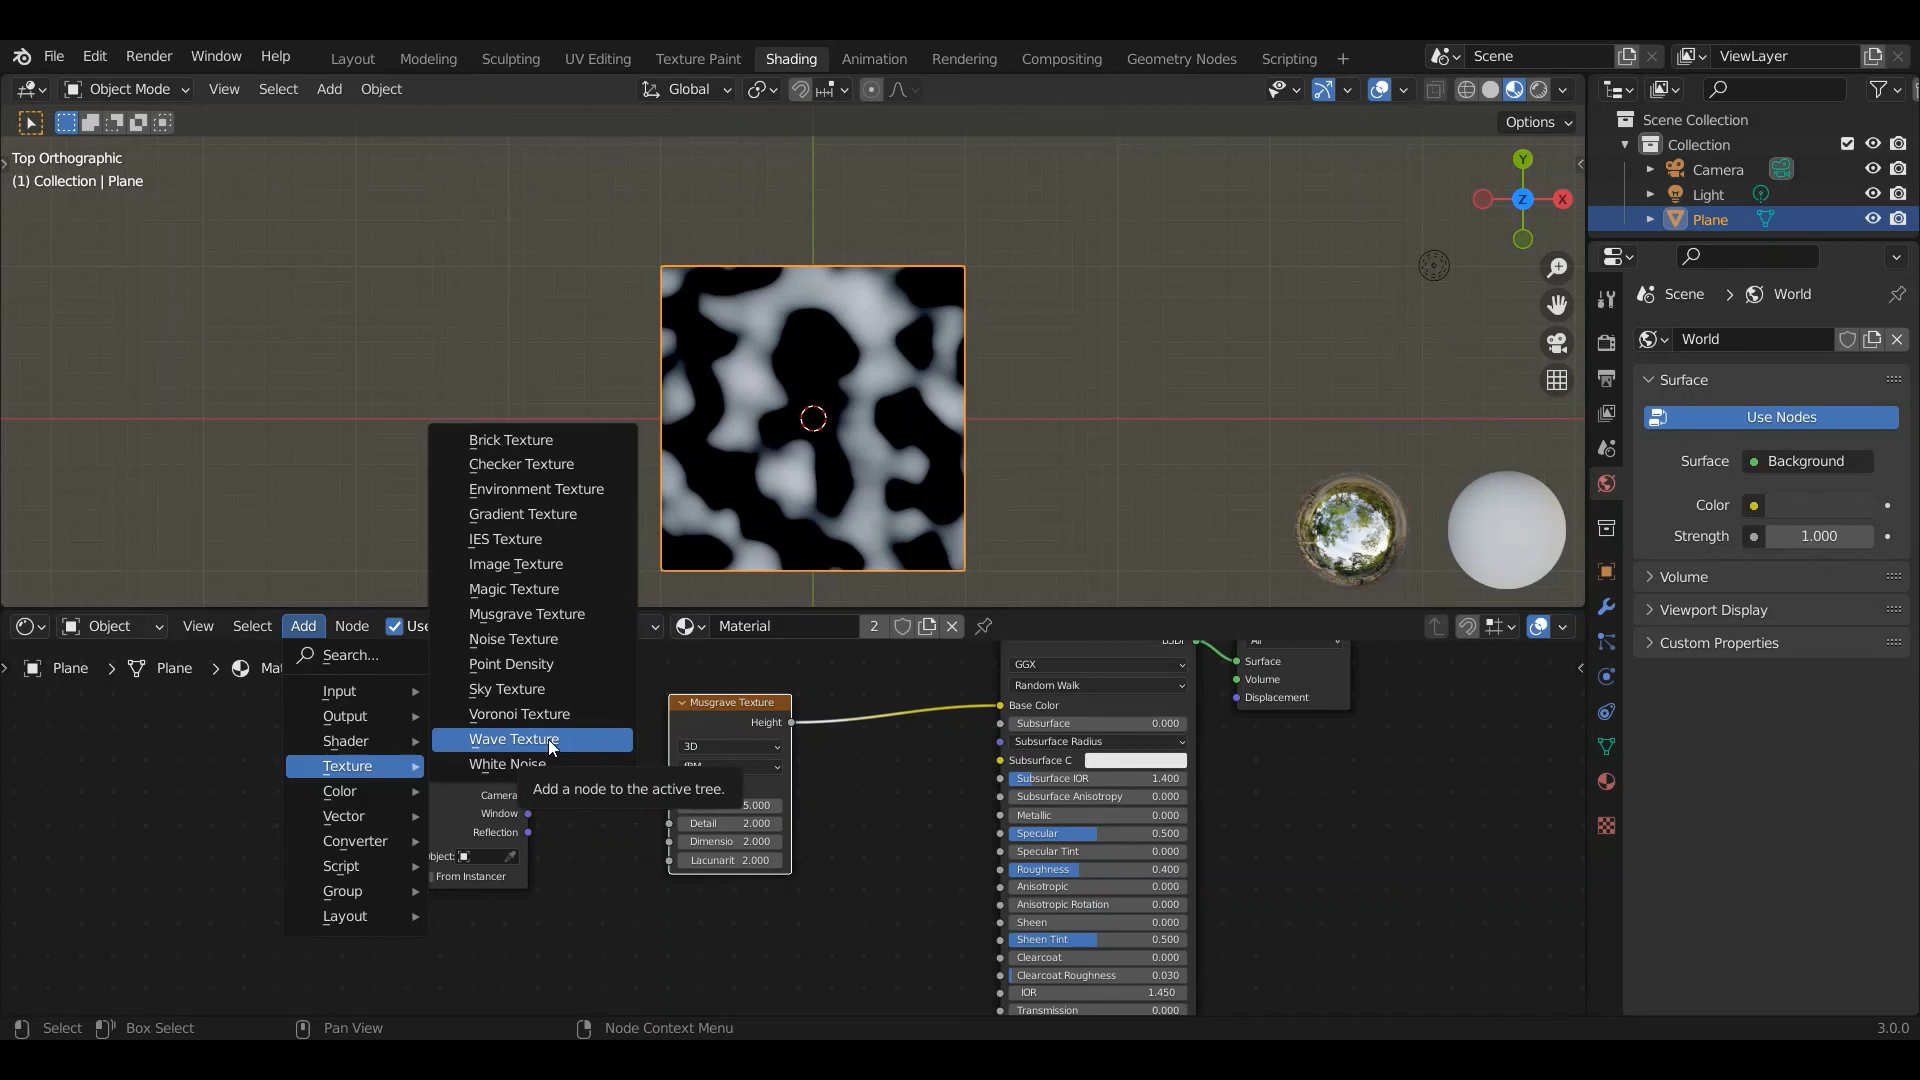 File Edit Render Window Help Layout Modeling Sculpting UV Editing Texture Paint Shading Animation Rendering Compositing Geometry Nodes Scripting + Scene ViewLayer
Object Mode View Select Add Object Global
Options
Top Orthographic
(1) Collection | Plane
Y
Z X
Scene Collection
Collection
Camera
Light
Plane
Scene > World
World
Surface
Use Nodes
Surface Background
Color
Strength 1.000
Volume
Viewport Display
Custom Properties
Brick Texture
Checker Texture
Environment Texture
Gradient Texture
IES Texture
Image Texture
Magic Texture
Musgrave Texture
Noise Texture
Point Density
Sky Texture
Voronoi Texture
Wave Texture
White Noise
Add a node to the active tree.
Object View Select Add Node Use Material 2
Plane > Plane > Mat
Search...
Input
Output
Shader
Texture
Color
Vector
Converter
Script
Group
Layout
Camera
Window
Reflection
bject:
From Instancer
Musgrave Texture
Height
3D
5.000
Detail 2.000
Dimensio 2.000
Lacunarit 2.000
GGX
Random Walk
Base Color
Subsurface 0.000
Subsurface Radius
Subsurface C
Subsurface IOR 1.400
Subsurface Anisotropy 0.000
Metallic 0.000
Specular 0.500
Specular Tint 0.000
Roughness 0.400
Anisotropic 0.000
Anisotropic Rotation 0.000
Sheen 0.000
Sheen Tint 0.500
Clearcoat 0.000
Clearcoat Roughness 0.030
IOR 1.450
Transmission 0.000
Surface
Volume
Displacement
Select Box Select Pan View Node Context Menu 3.0.0